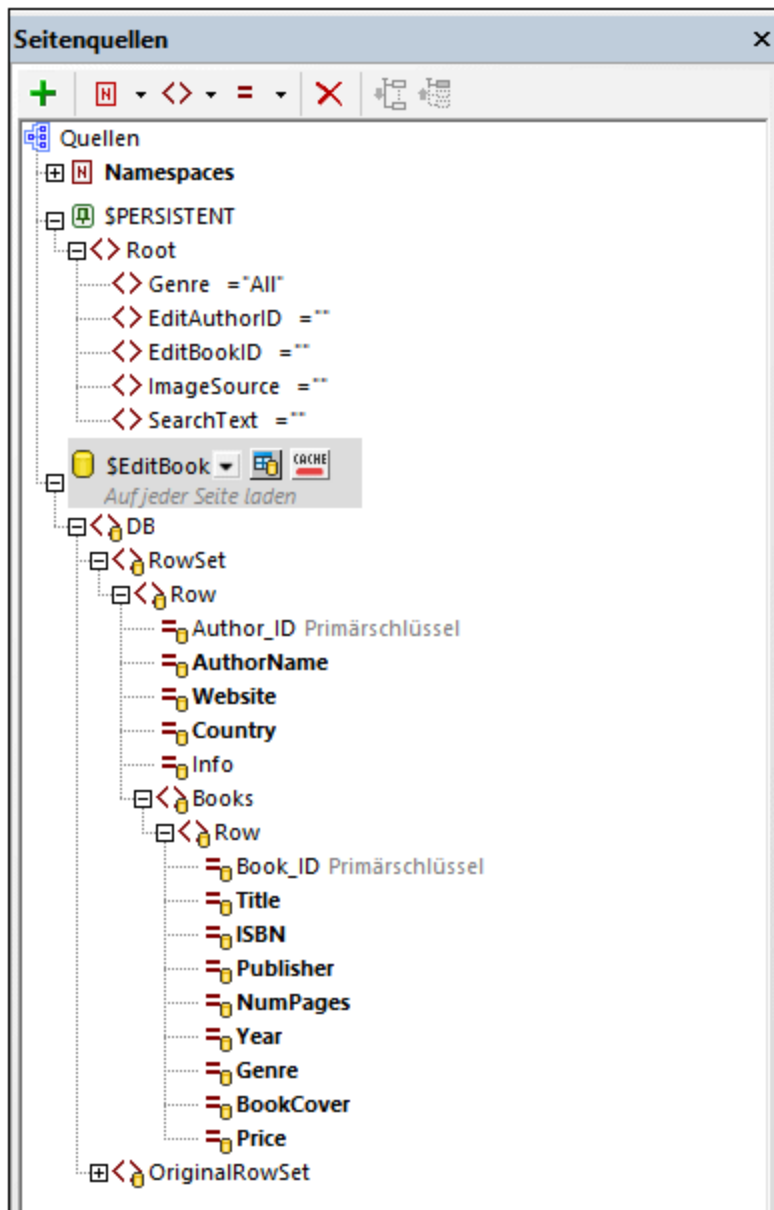 Seitenquellen
Quellen
Namespaces
$PERSISTENT
Root
Genre ="All"
EditAuthorID =""
EditBookID =""
ImageSource =""
SearchText =""
$EditBook CACHE
Auf jeder Seite laden
DB
RowSet
Row
Author_ID Primärschlüssel
AuthorName
Website
Country
Info
Books
Row
Book_ID Primärschlüssel
Title
ISBN
Publisher
NumPages
Year
Genre
BookCover
Price
OriginalRowSet